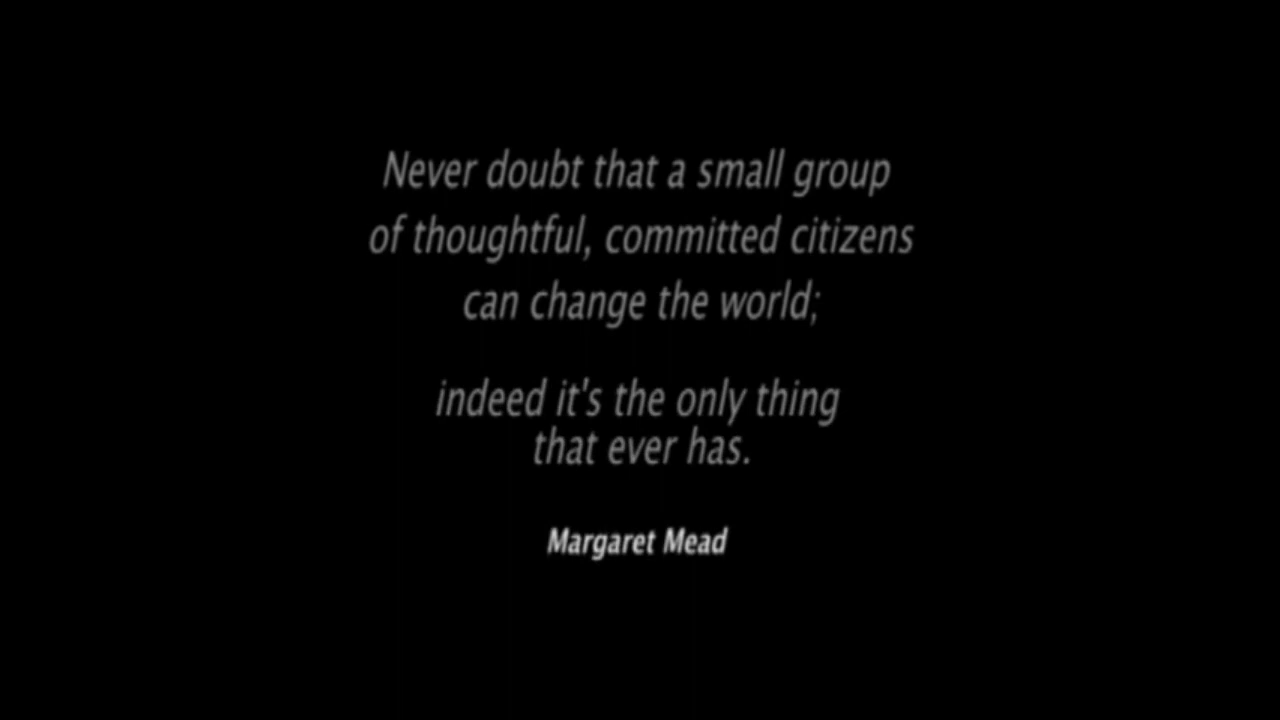 Never doubt that a small group
of thoughtful, committed citizens
can change the world;
indeed it's the only thing
that ever has.
Margaret Mead